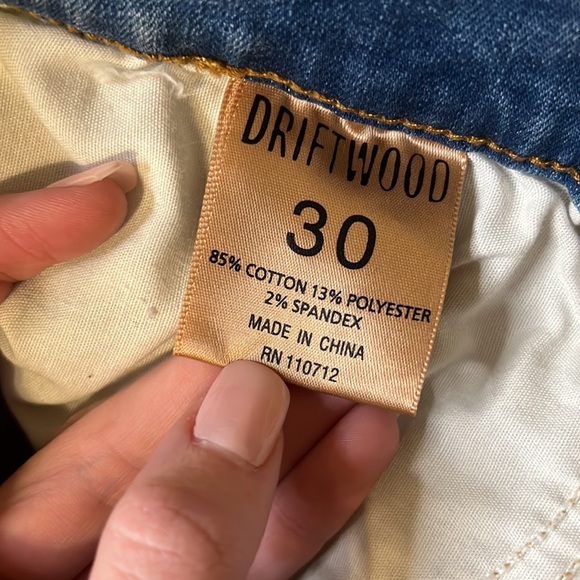 DRIFTWOOD
30
85% COTTON 13% POLYESTER
2% SPANDEX
MADE IN CHINA
RN 110712